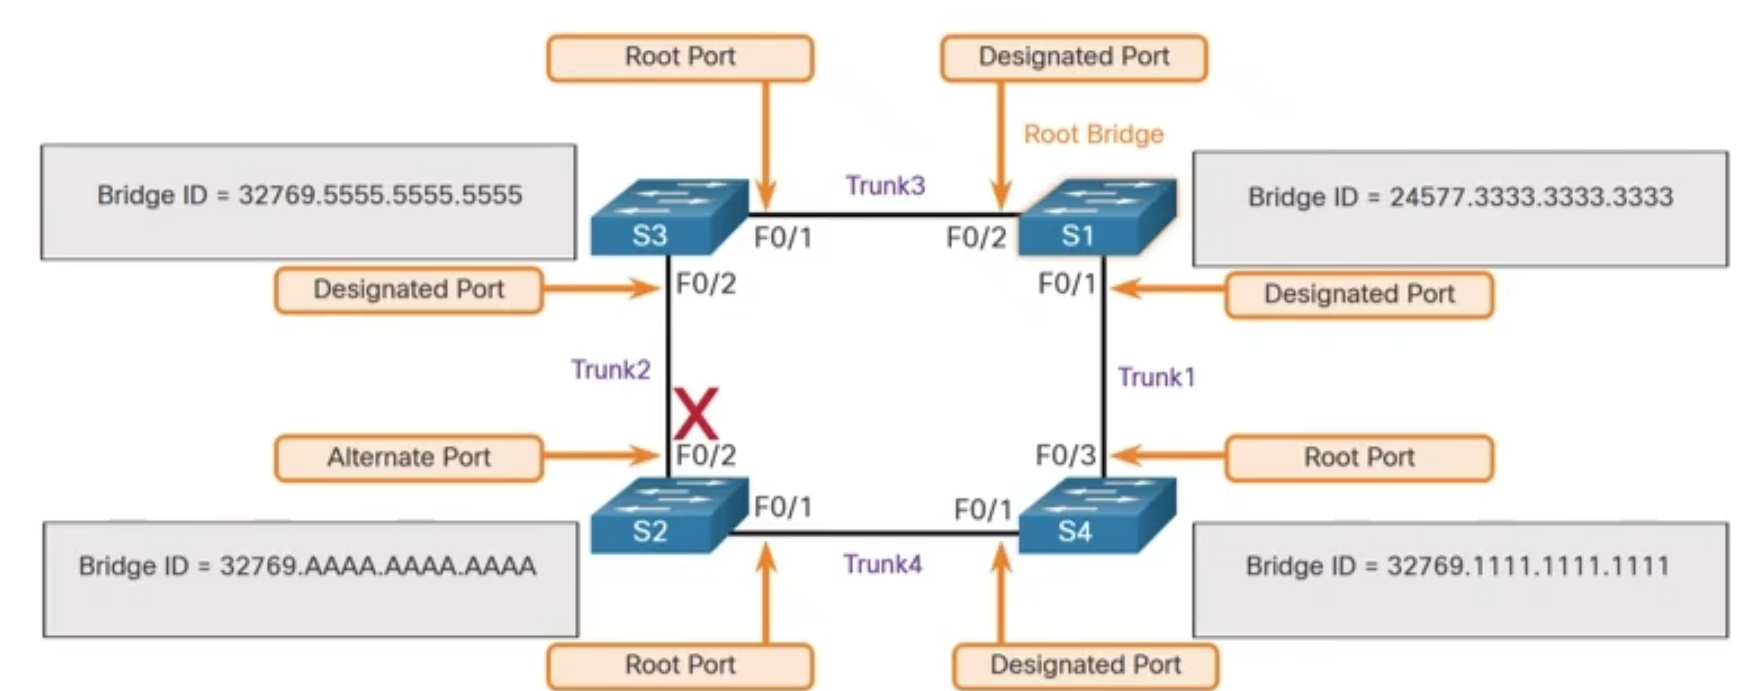 Root Port
Designated Port
Root Bridge
Bridge ID = 32769.5555.5555.5555
Trunk3
Bridge ID = 24577.3333.3333.3333
S3
F0/1
F0/2
S1
Designated Port
F0/2
F0/1
Designated Port
Trunk2
Trunk1
X
Alternate Port
F0/2
F0/3
Root Port
S2
F0/1
F0/1
S4
Bridge ID = 32769.AAAA.AAAA.AAAA
Trunk4
Bridge ID = 32769.1111.1111.1111
Root Port
Designated Port